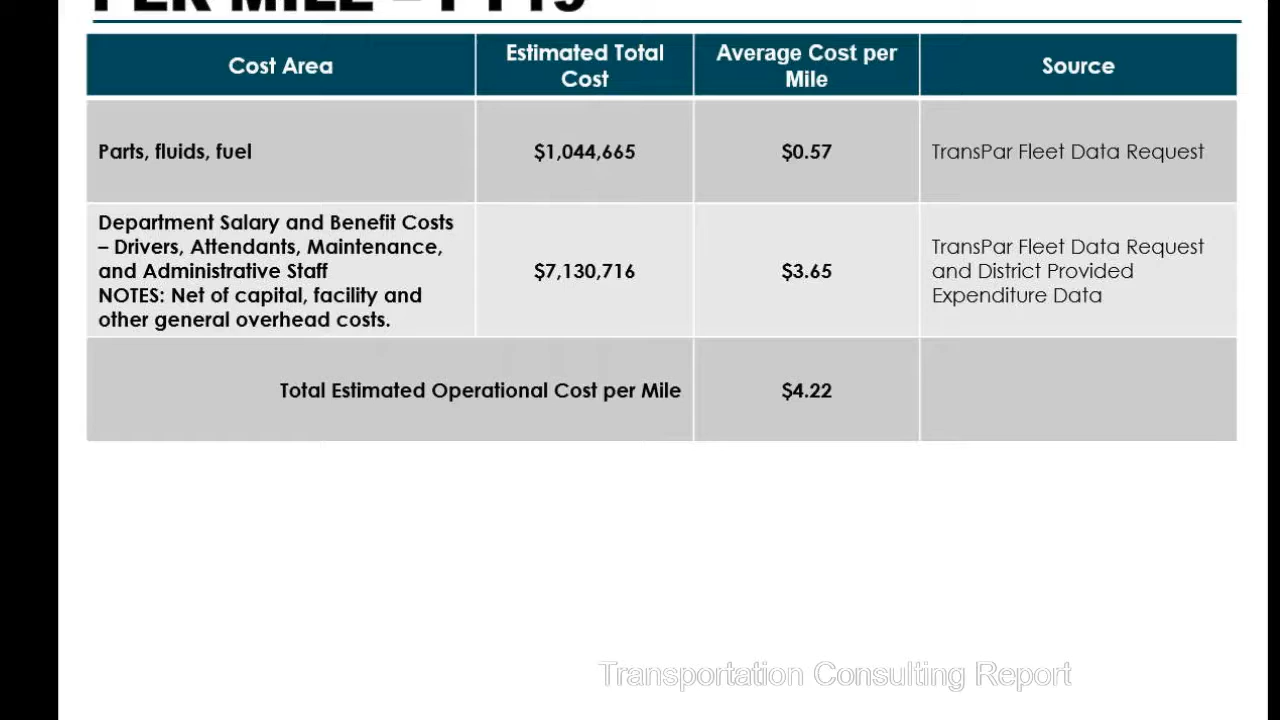 PER MILE – FY19
Cost Area
Estimated Total
Cost
Average Cost per
Mile
Source
Parts, fluids, fuel
$1,044,665
$0.57
TransPar Fleet Data Request
Department Salary and Benefit Costs
– Drivers, Attendants, Maintenance,
and Administrative Staff
NOTES: Net of capital, facility and
other general overhead costs.
$7,130,716
$3.65
TransPar Fleet Data Request
and District Provided
Expenditure Data
Total Estimated Operational Cost per Mile
$4.22
Transportation Consulting Report